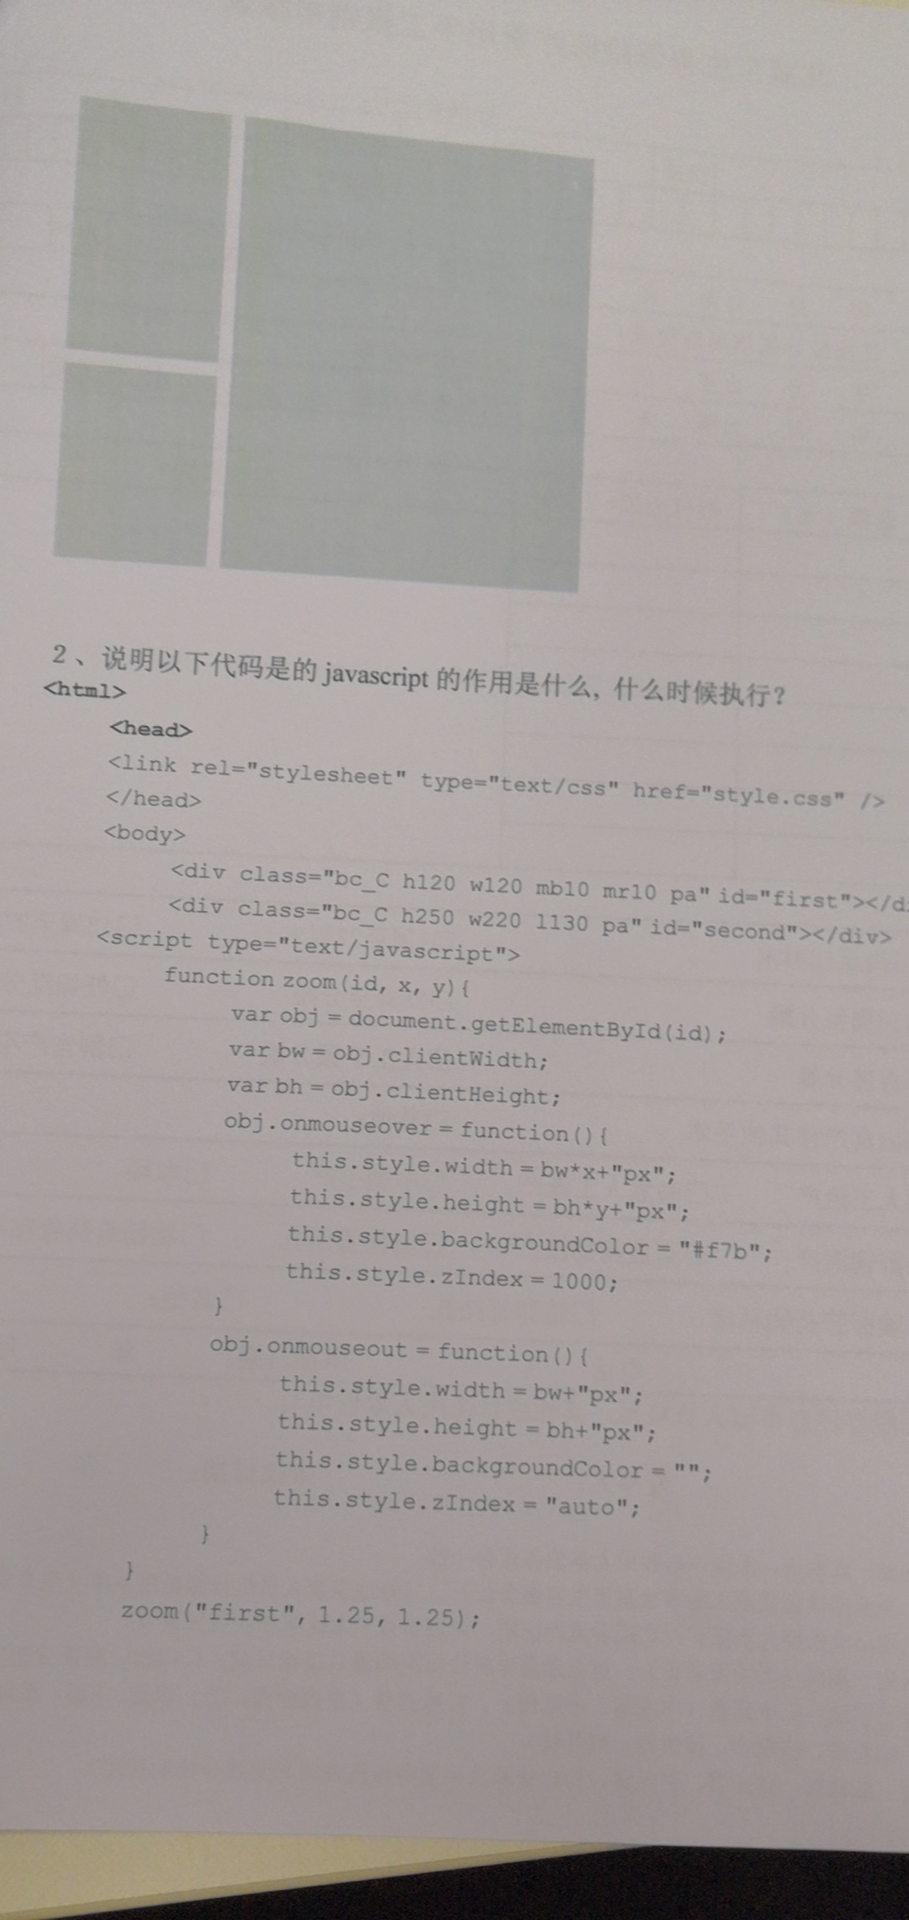 2、说明以下代码是的 javascript 的作用是什么, 什么时候执行?
<html>
<head>
<link rel="stylesheet" type="text/css" href="style.css" />
</head>
<body>
<div class="bc_C h120 w120 mb10 mr10 pa" id="first"></di
<div class="bc_C h250 w220 l130 pa" id="second"></div>
<script type="text/javascript">
function zoom(id, x, y){
var obj = document.getElementById(id);
var bw = obj.clientWidth;
var bh = obj.clientHeight;
obj.onmouseover = function(){
this.style.width = bw*x+"px";
this.style.height = bh*y+"px";
this.style.backgroundColor = "#f7b";
this.style.zIndex = 1000;
}
obj.onmouseout = function(){
this.style.width = bw+"px";
this.style.height = bh+"px";
this.style.backgroundColor = "";
this.style.zIndex = "auto";
}
}
zoom("first", 1.25, 1.25);